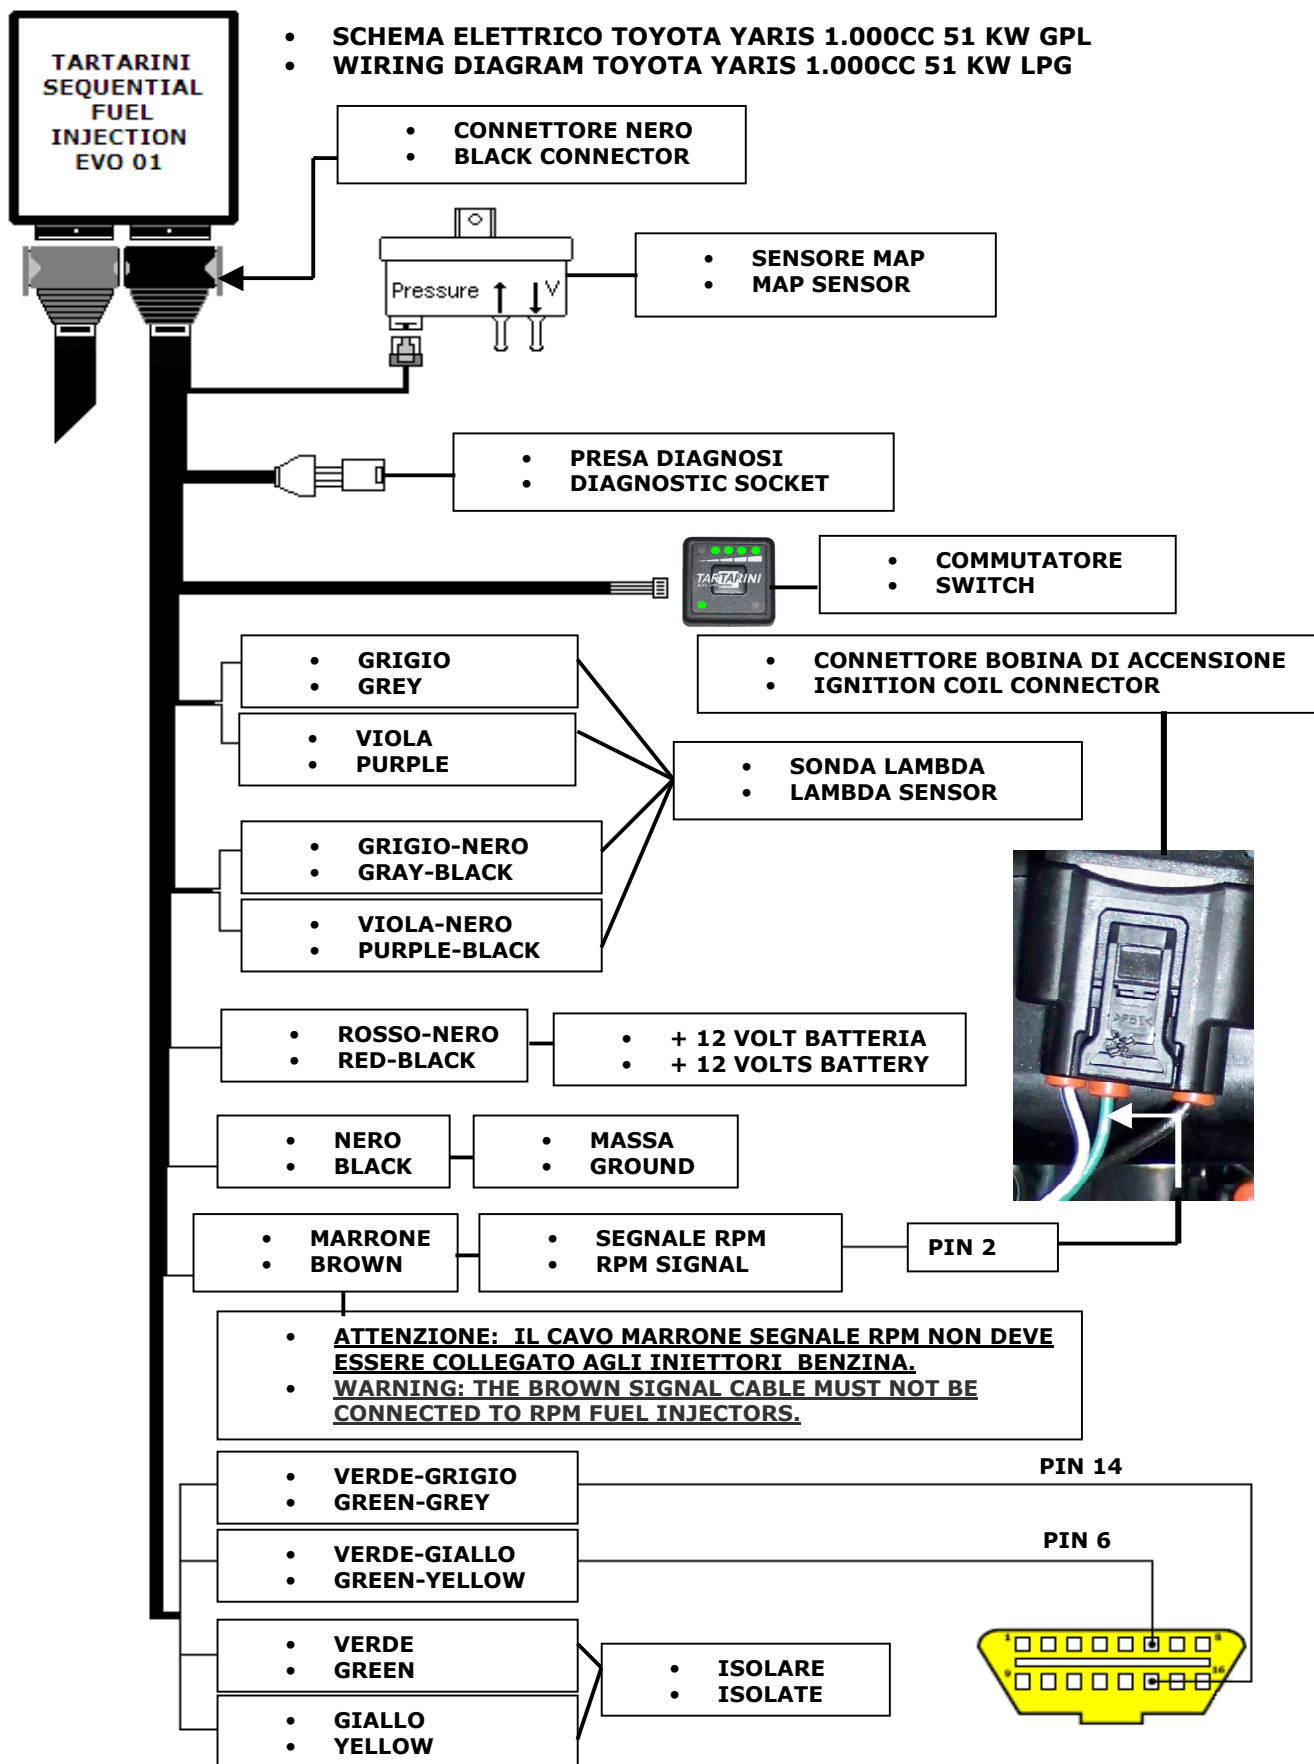 TARTARINI
SEQUENTIAL
FUEL
INJECTION
EVO 01
• SCHEMA ELETTRICO TOYOTA YARIS 1.000CC 51 KW GPL
• WIRING DIAGRAM TOYOTA YARIS 1.000CC 51 KW LPG
• CONNETTORE NERO
• BLACK CONNECTOR
Pressure
V
• SENSORE MAP
• MAP SENSOR
• PRESA DIAGNOSI
• DIAGNOSTIC SOCKET
TARTARINI
• COMMUTATORE
• SWITCH
• GRIGIO
• GREY
• VIOLA
• PURPLE
• CONNETTORE BOBINA DI ACCENSIONE
• IGNITION COIL CONNECTOR
• SONDA LAMBDA
• LAMBDA SENSOR
• GRIGIO-NERO
• GRAY-BLACK
• VIOLA-NERO
• PURPLE-BLACK
• ROSSO-NERO
• RED-BLACK
• + 12 VOLT BATTERIA
• + 12 VOLTS BATTERY
• NERO
• BLACK
• MASSA
• GROUND
• MARRONE
• BROWN
• SEGNALE RPM
• RPM SIGNAL
PIN 2
• ATTENZIONE: IL CAVO MARRONE SEGNALE RPM NON DEVE
ESSERE COLLEGATO AGLI INIETTORI BENZINA.
• WARNING: THE BROWN SIGNAL CABLE MUST NOT BE
CONNECTED TO RPM FUEL INJECTORS.
• VERDE-GRIGIO
• GREEN-GREY
PIN 14
• VERDE-GIALLO
• GREEN-YELLOW
PIN 6
• VERDE
• GREEN
• GIALLO
• YELLOW
• ISOLARE
• ISOLATE
1 8
9 16